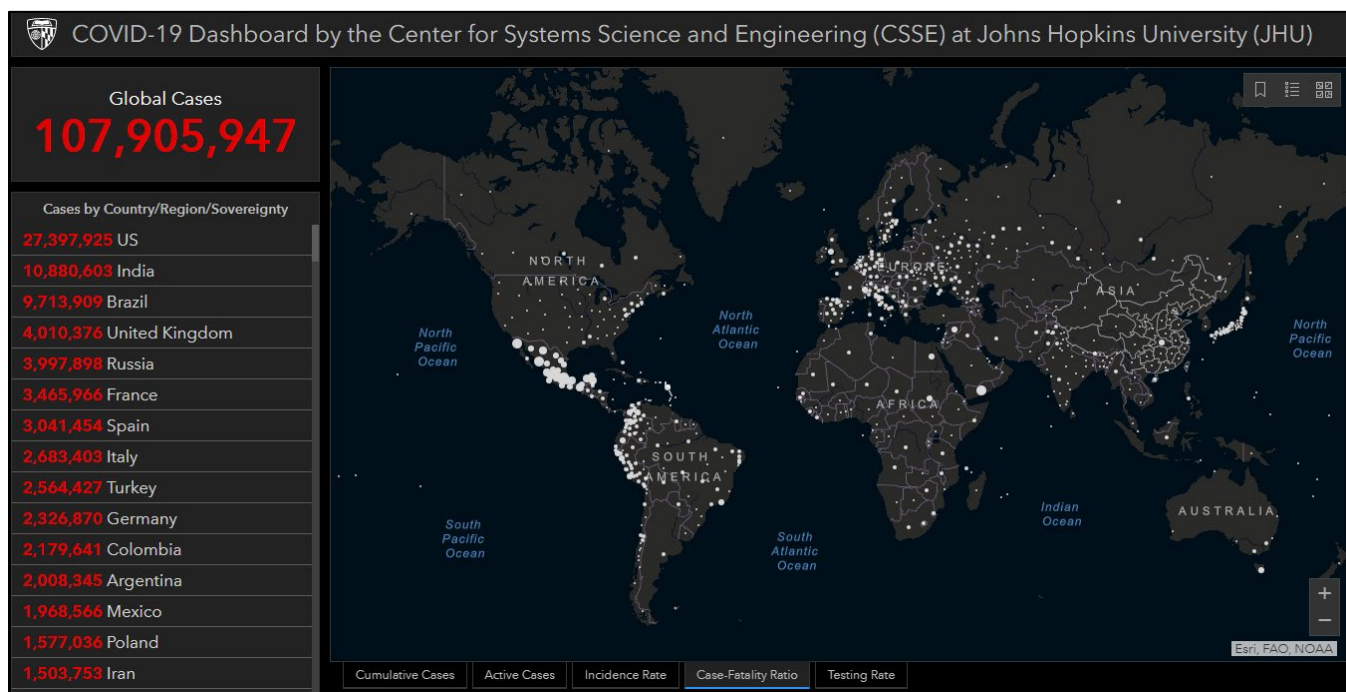 COVID-19 Dashboard by the Center for Systems Science and Engineering (CSSE) at Johns Hopkins University (JHU)
Global Cases
107,905,947
Cases by Country/Region/Sovereignty
27,397,925 US
10,880,603 India
9,713,909 Brazil
4,010,376 United Kingdom
3,997,898 Russia
3,465,966 France
3,041,454 Spain
2,683,403 Italy
2,564,427 Turkey
2,326,870 Germany
2,179,641 Colombia
2,008,345 Argentina
1,968,566 Mexico
1,577,036 Poland
1,503,753 Iran
NORTH
AMERICA
EUROPE
ASIA
North
Pacific
Ocean
North
Atlantic
Ocean
North
Pacific
Ocean
AFRICA
SOUTH
AMERICA
Indian
Ocean
AUSTRALIA
South
Pacific
Ocean
South
Atlantic
Ocean
+
−
Esri, FAO, NOAA
Cumulative Cases
Active Cases
Incidence Rate
Case-Fatality Ratio
Testing Rate